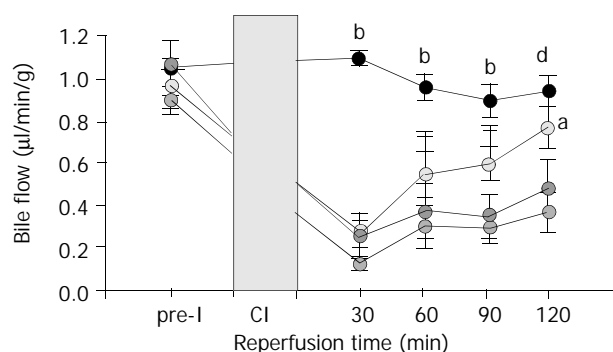 1.2
1.0
0.8
0.6
0.4
0.2
0.0
Bile flow (µl/min/g)
b
b
b
d
a
pre-I
CI
30
60
90
120
Reperfusion time (min)